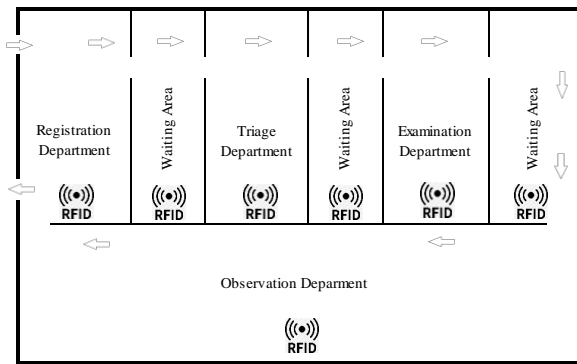 Registration
Department
Waiting Area
Triage
Department
Waiting Area
Examination
Department
Waiting Area
RFID
RFID
RFID
RFID
RFID
RFID
Observation Deparment
RFID